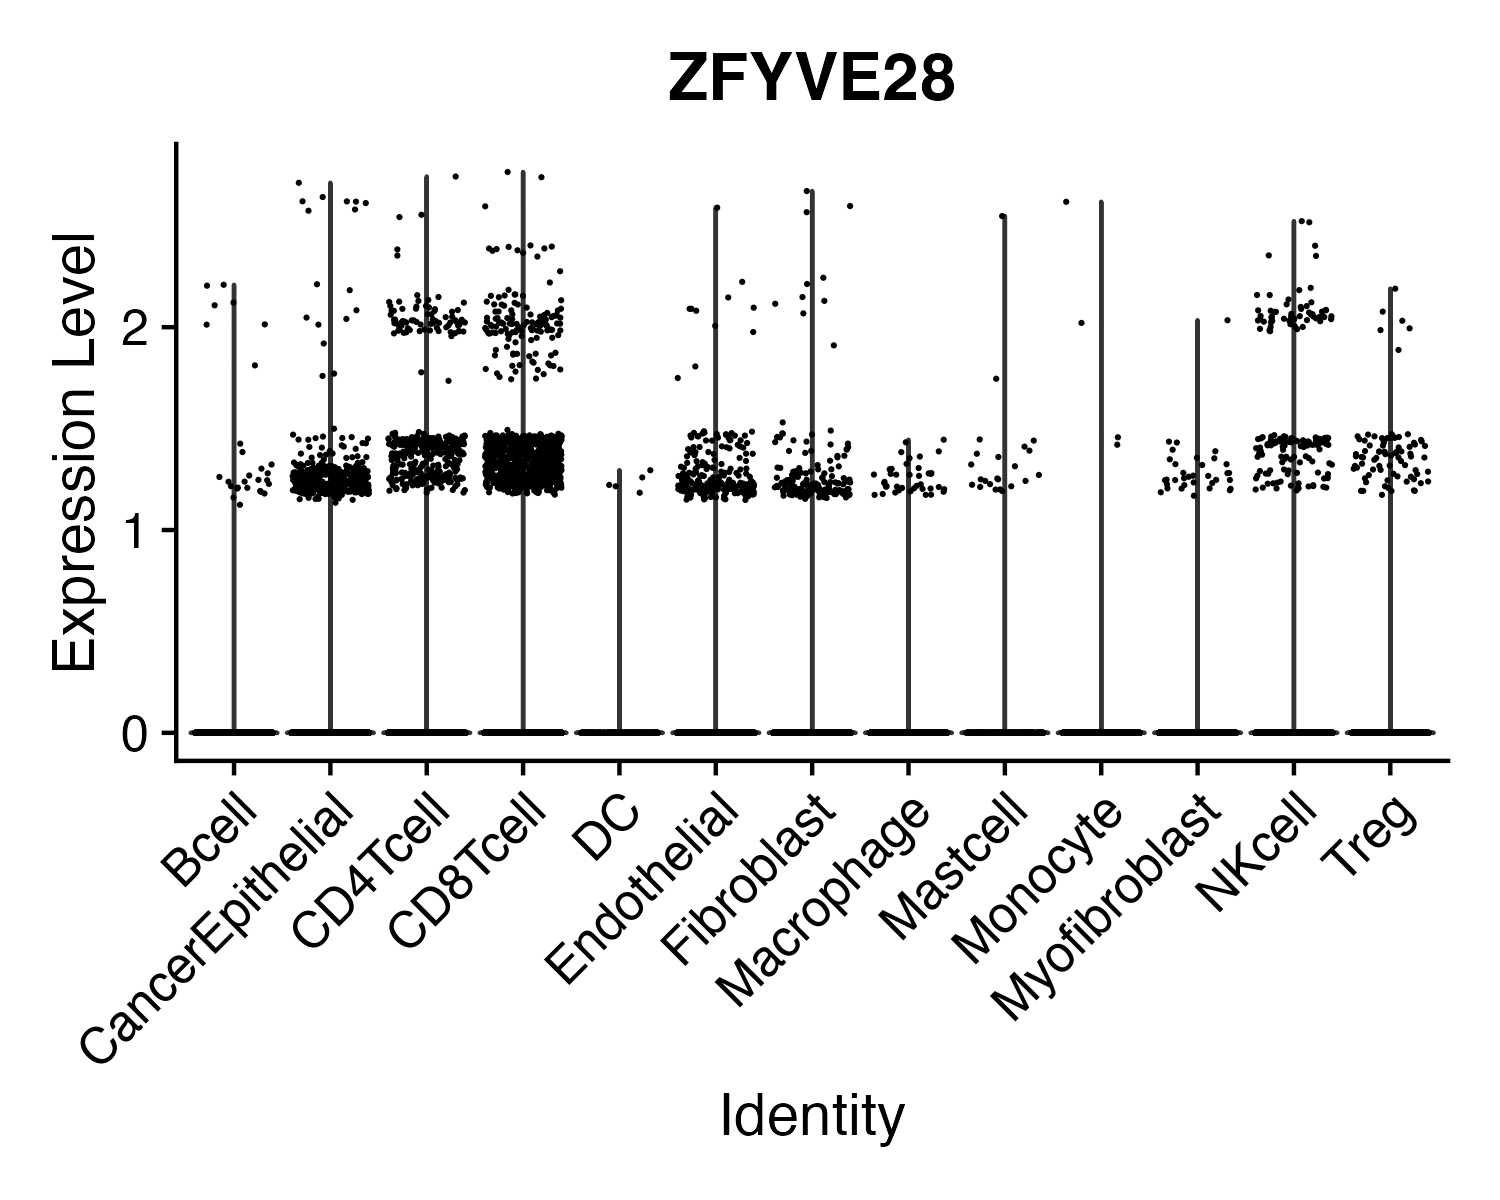 ZFYVE28
Expression Level
2
1
0
Bcell
CancerEpithelial
CD4Tcell
CD8Tcell
DC
Endothelial
Fibroblast
Macrophage
Mastcell
Monocyte
Myofibroblast
NKcell
Treg
Identity